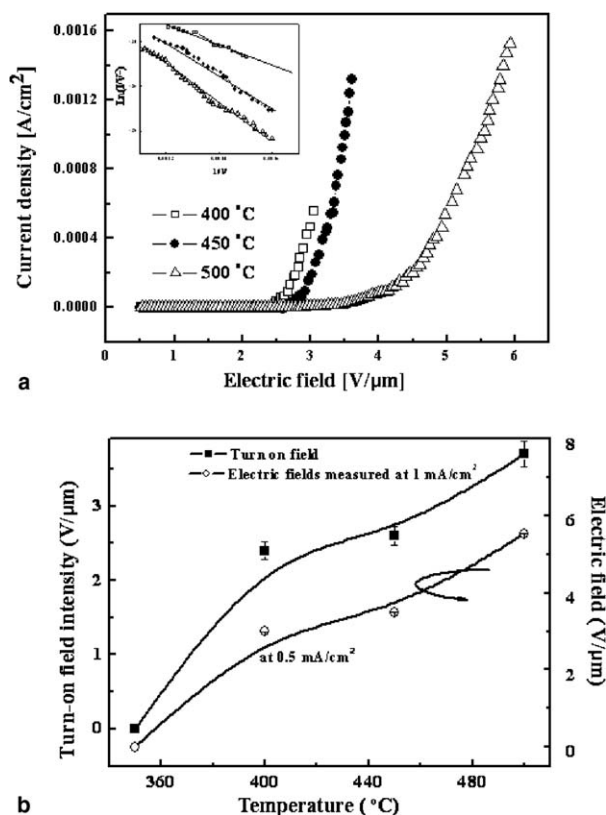 a
Current density [A/cm²]
0.0016
0.0012
0.0008
0.0004
0.0000
Ln(I/V²)
1/V
400 °C
450 °C
500 °C
0 1 2 3 4 5 6
Electric field [V/µm]
b
Turn-on field intensity (V/µm)
3
2
1
0
Turn on field
Electric fields measured at 1 mA/cm²
at 0.5 mA/cm²
8
6
4
2
0
Electric field (V/µm)
360 400 440 480
Temperature (°C)